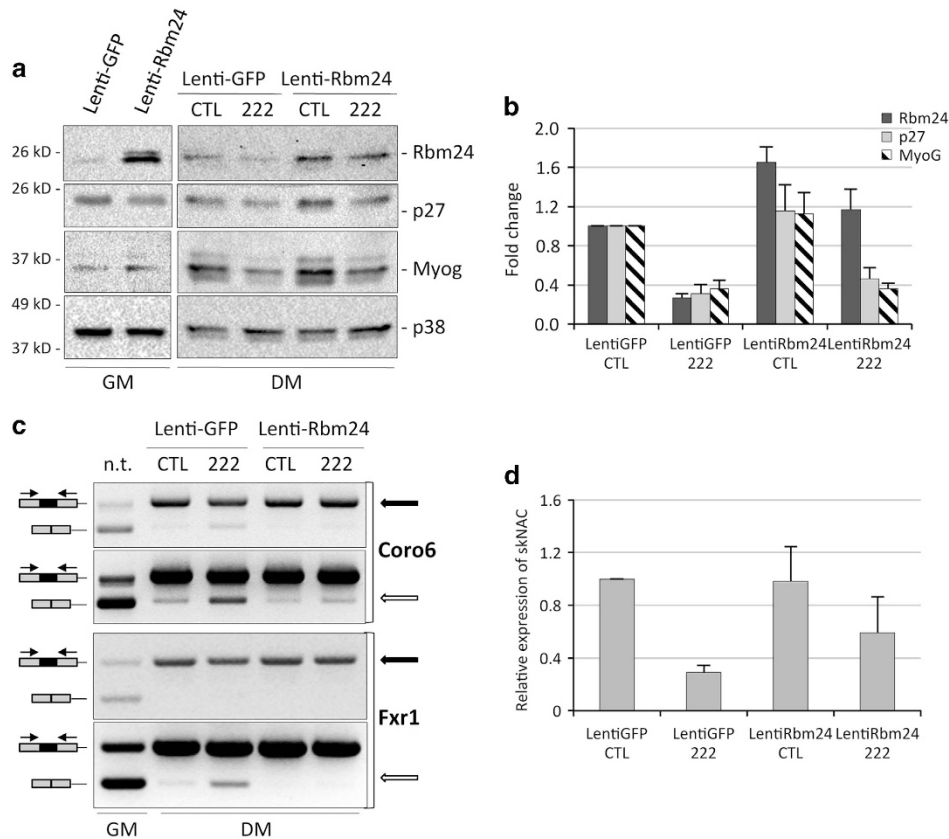 a
Lenti-GFP
Lenti-Rbm24
Lenti-GFP Lenti-Rbm24
CTL 222 CTL 222
26 kD - - Rbm24
26 kD - - p27
37 kD - - Myog
49 kD - - p38
37 kD -
GM DM
b
Rbm24
p27
MyoG
Fold change
2.0
1.6
1.2
0.8
0.4
0.0
LentiGFP CTL
LentiGFP 222
LentiRbm24 CTL
LentiRbm24 222
c
Lenti-GFP Lenti-Rbm24
n.t. CTL 222 CTL 222
Coro6
Fxr1
GM DM
d
Relative expression of skNAC
1.6
1.2
0.8
0.4
0
LentiGFP CTL
LentiGFP 222
LentiRbm24 CTL
LentiRbm24 222